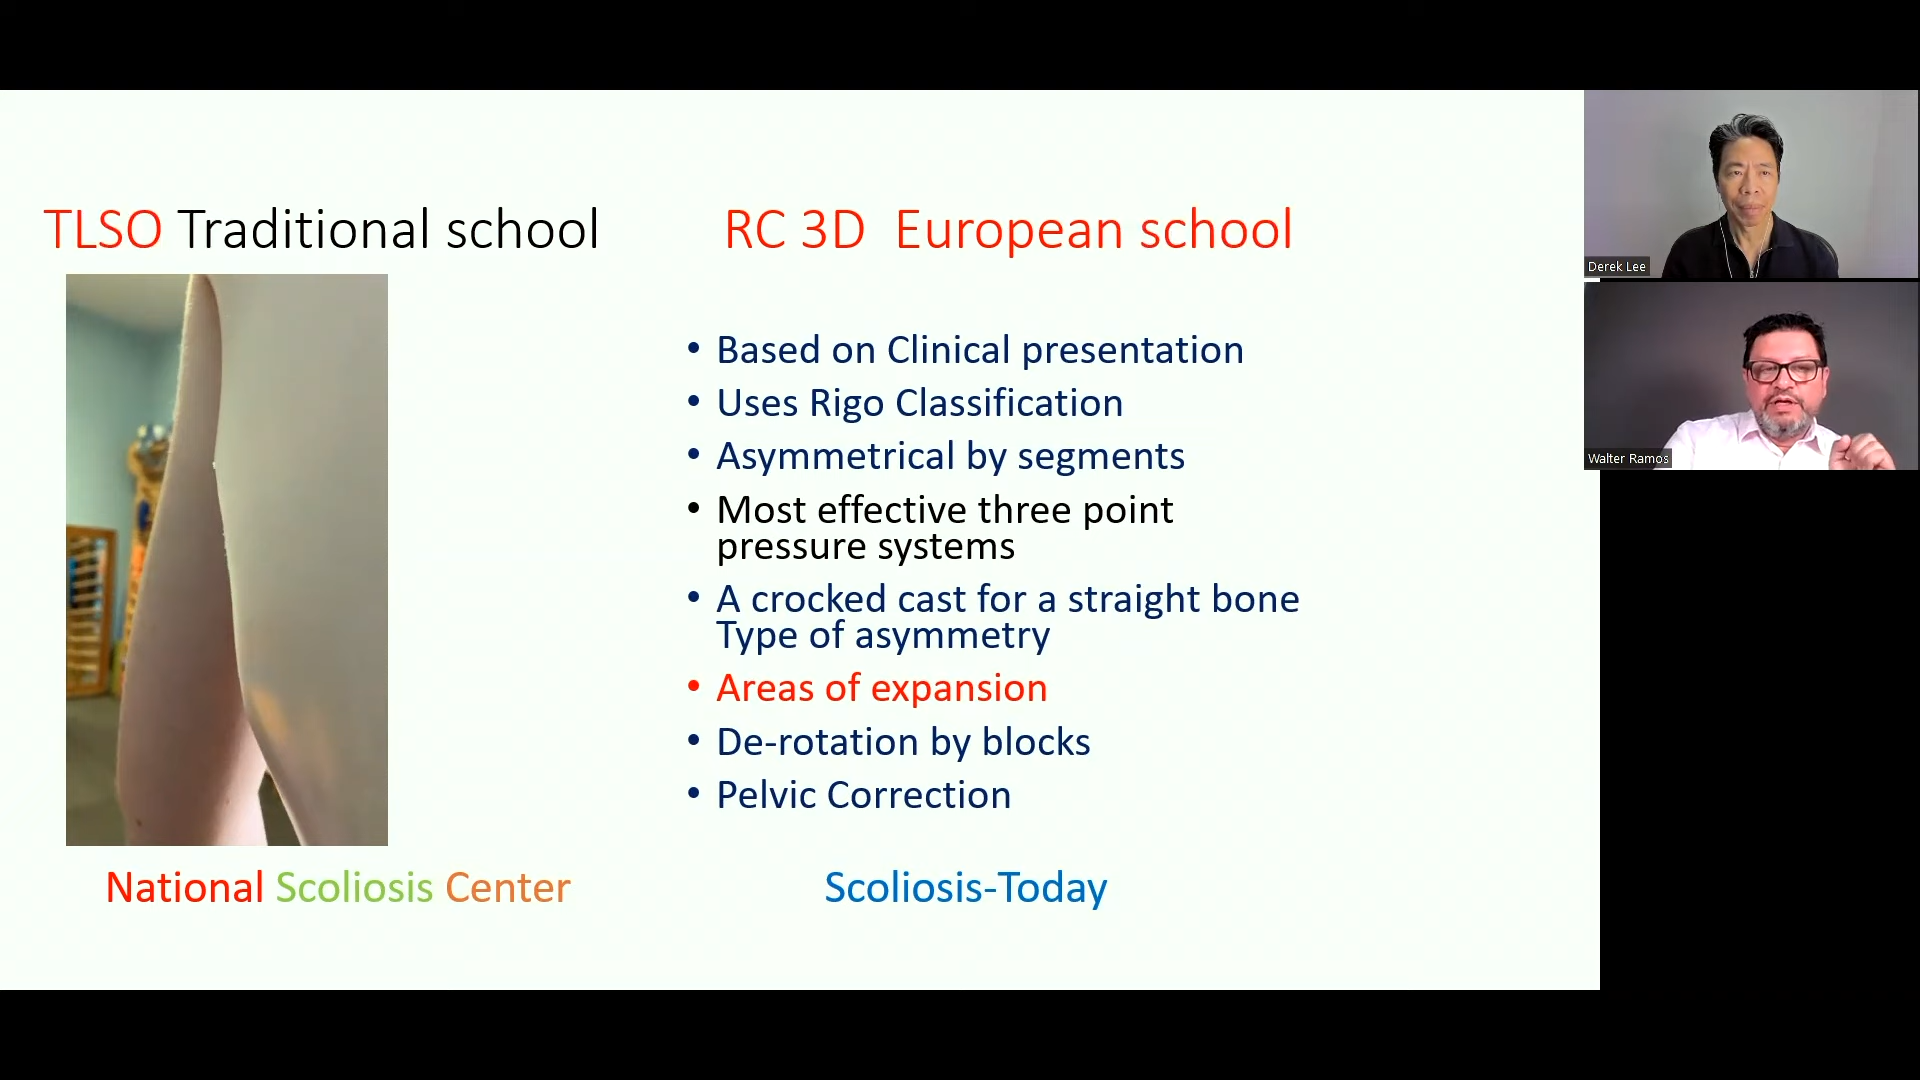 TLSO Traditional school
RC 3D European school
• Based on Clinical presentation
• Uses Rigo Classification
• Asymmetrical by segments
• Most effective three point
pressure systems
• A crocked cast for a straight bone
Type of asymmetry
• Areas of expansion
• De-rotation by blocks
• Pelvic Correction
National Scoliosis Center
Scoliosis-Today
Derek Lee
Walter Ramos